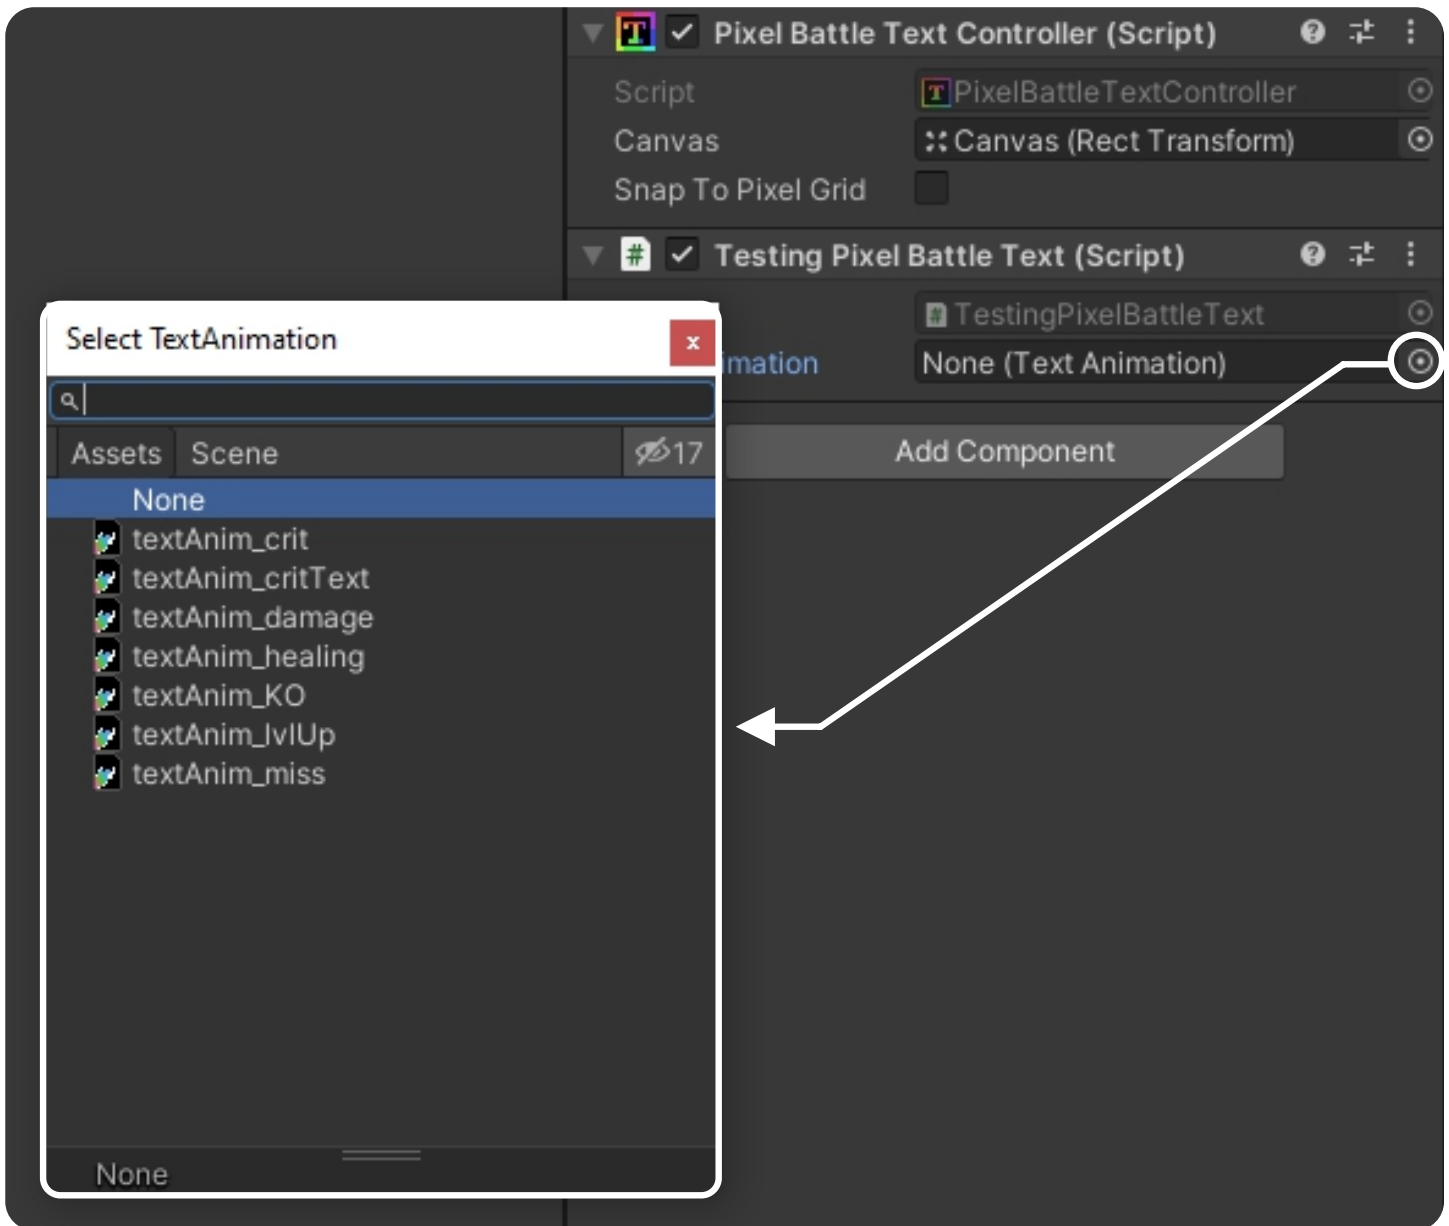 Pixel Battle Text Controller (Script)
Script
PixelBattleTextController
Canvas
Canvas (Rect Transform)
Snap To Pixel Grid
Testing Pixel Battle Text (Script)
TestingPixelBattleText
imation
None (Text Animation)
Add Component
Select TextAnimation
Assets
Scene
17
None
textAnim_crit
textAnim_critText
textAnim_damage
textAnim_healing
textAnim_KO
textAnim_lvlUp
textAnim_miss
None